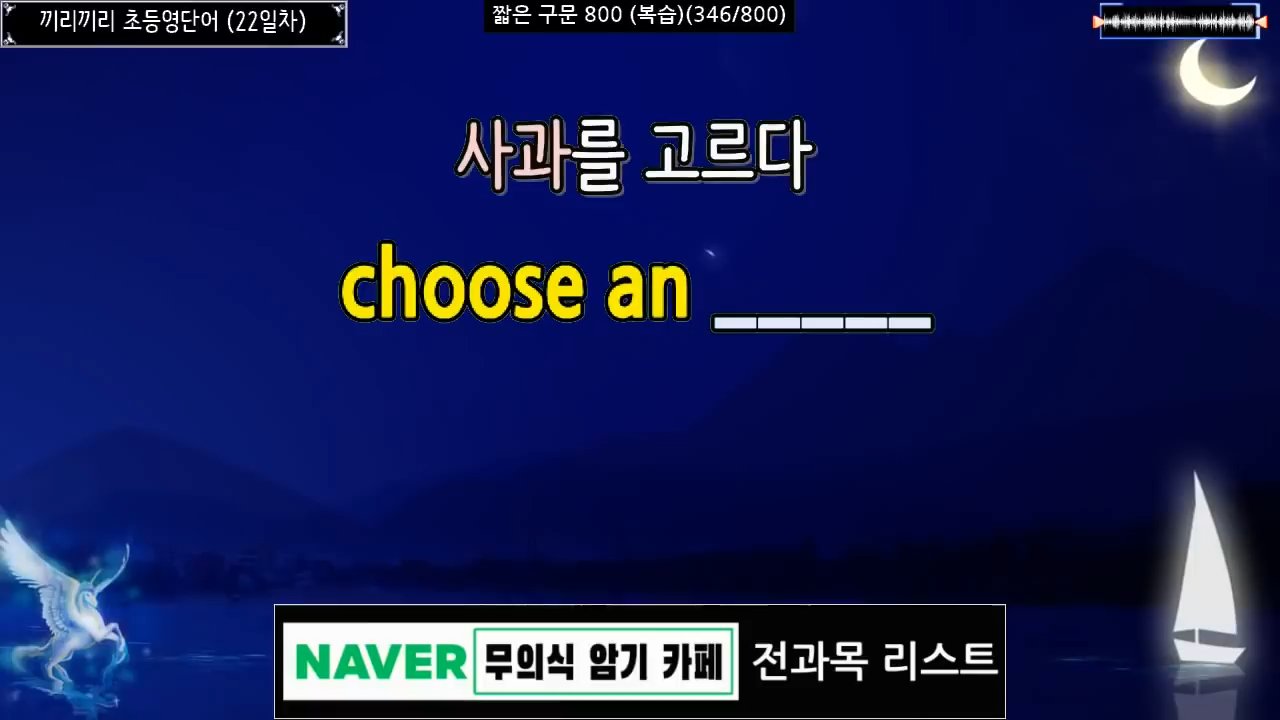 끼리끼리 초등영단어 (22일차)
짧은 구문 800 (복습)(346/800)
사과를 고르다
choose an _____
NAVER 무의식 암기 카페 전과목 리스트